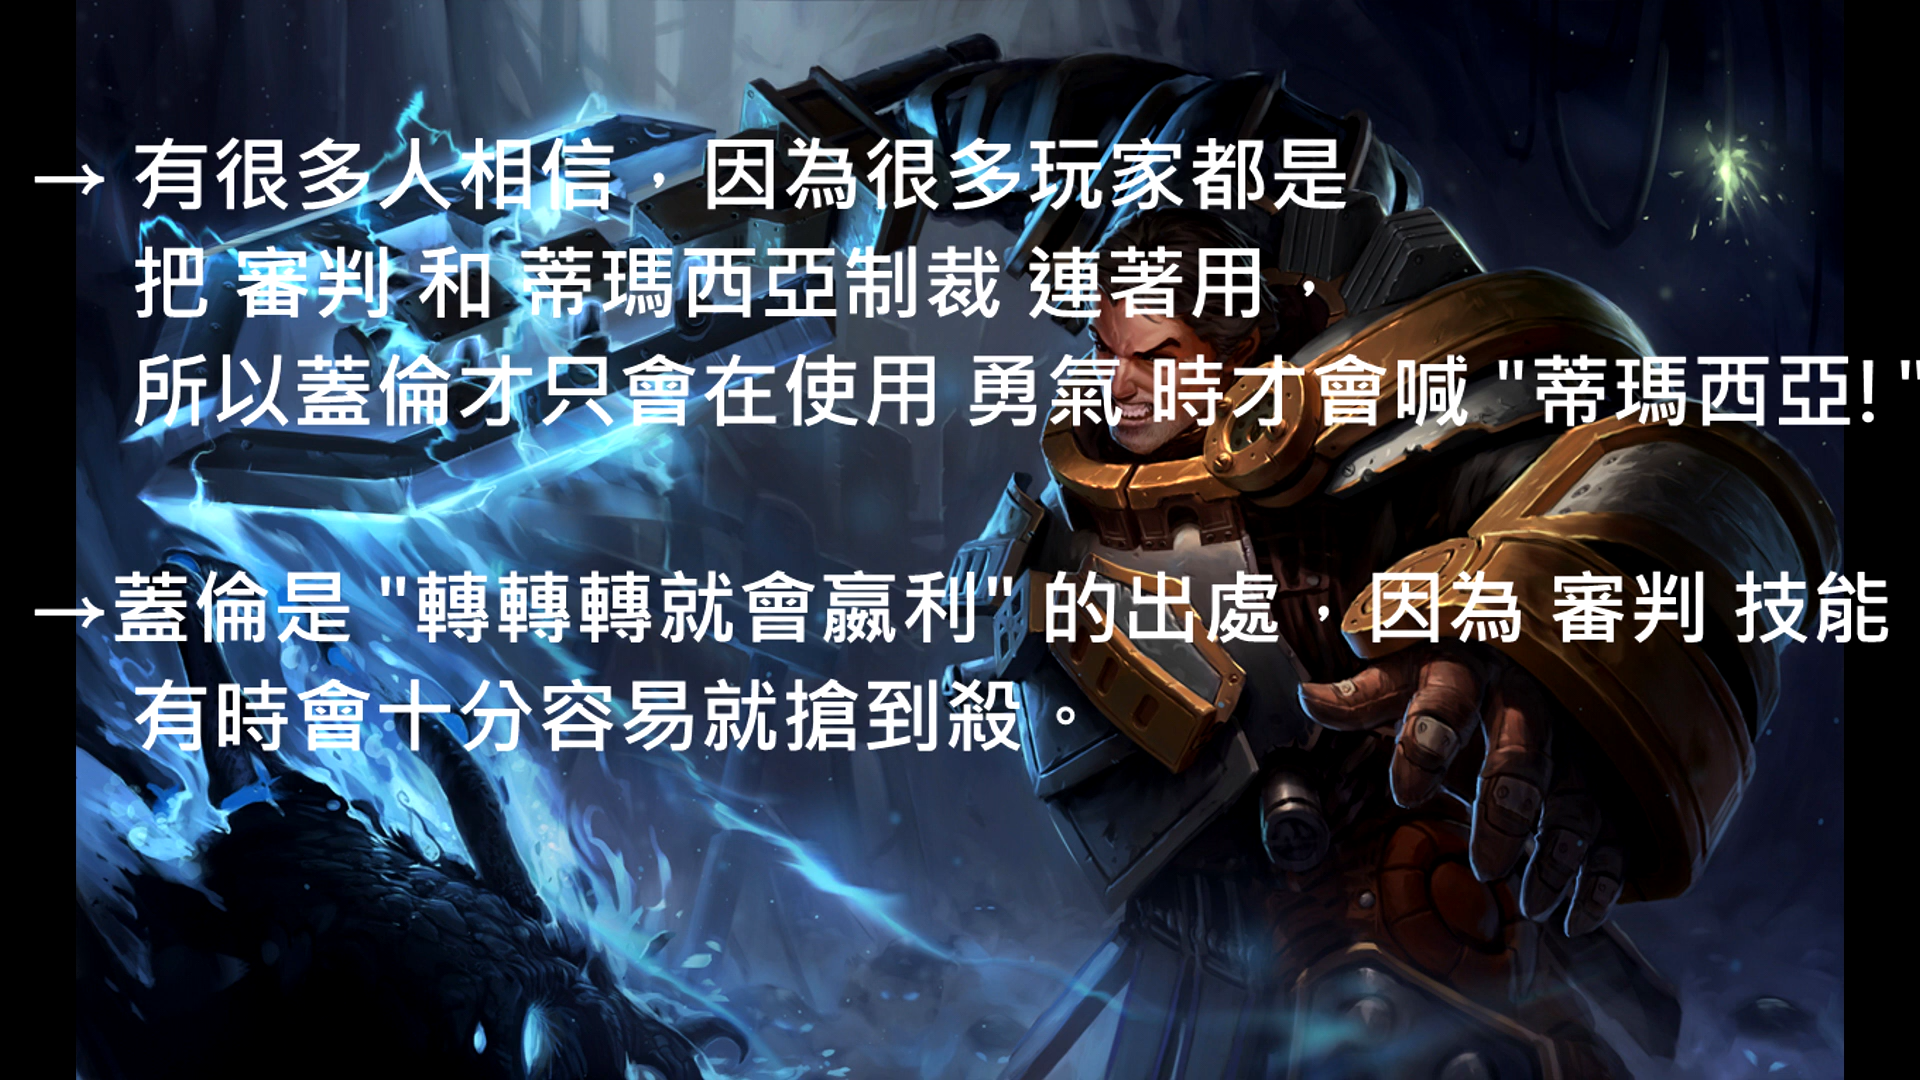 → 有很多人相信，因為很多玩家都是
把 審判 和 蒂瑪西亞制裁 連著用，
所以蓋倫才只會在使用 勇氣 時才會喊 "蒂瑪西亞! "
→蓋倫是 "轉轉轉就會嬴利" 的出處，因為 審判 技能
有時會十分容易就搶到殺。